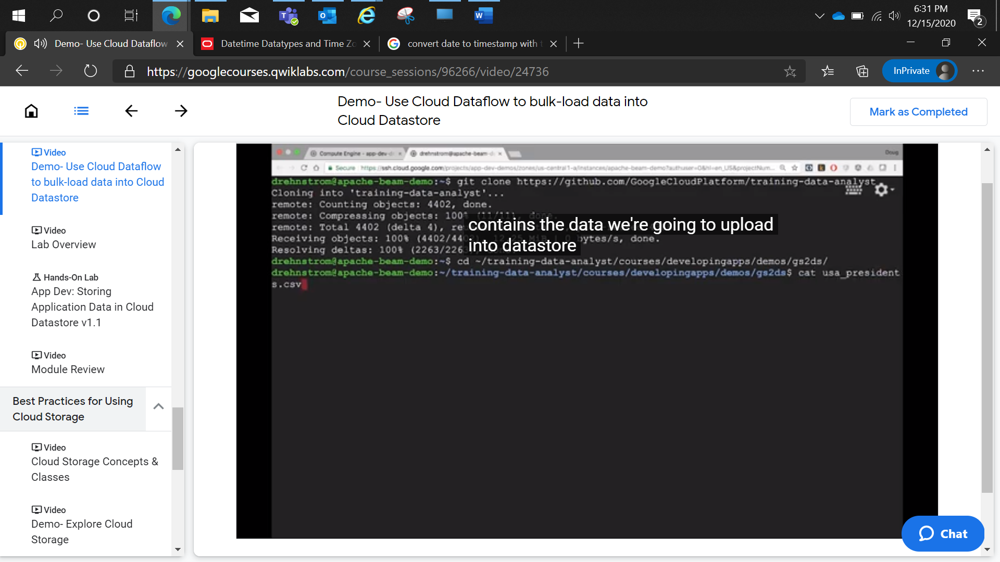 6:31 PM
12/15/2020
2
Demo- Use Cloud Dataflow
Datetime Datatypes and Time Zo
convert date to timestamp with t
https://googlecourses.qwiklabs.com/course_sessions/96266/video/24736
InPrivate
Demo- Use Cloud Dataflow to bulk-load data into
Cloud Datastore
Mark as Completed
Video
Demo- Use Cloud Dataflow
to bulk-load data into Cloud
Datastore
Video
Lab Overview
Hands-On Lab
App Dev: Storing
Application Data in Cloud
Datastore v1.1
Video
Module Review
Best Practices for Using
Cloud Storage
Video
Cloud Storage Concepts &
Classes
Video
Demo- Explore Cloud
Storage
Compute Engine - app-dev-d
drehnstrom@apache-beam-d
Doug
Secure
https://ssh.cloud.google.com/projects/app-dev-demos/zones/us-central1-a/instances/apache-beam-demo?authuser=0&hl=en_US&projectNum...
drehnstrom@apache-beam-demo:~$ git clone https://github.com/GoogleCloudPlatform/training-data-analyst
Cloning into 'training-data-analyst'...
remote: Counting objects: 4402, done.
remote: Compressing objects: 100% (11/11), done.
remote: Total 4402 (delta 4), re
Receiving objects: 100% (4402/4402), 12.25 MiB | 0 bytes/s, done.
Resolving deltas: 100% (2263/2263)
contains the data we're going to upload
into datastore
drehnstrom@apache-beam-demo:~$ cd ~/training-data-analyst/courses/developingapps/demos/gs2ds/
drehnstrom@apache-beam-demo:~/training-data-analyst/courses/developingapps/demos/gs2ds$ cat usa_president
s.csv
Chat